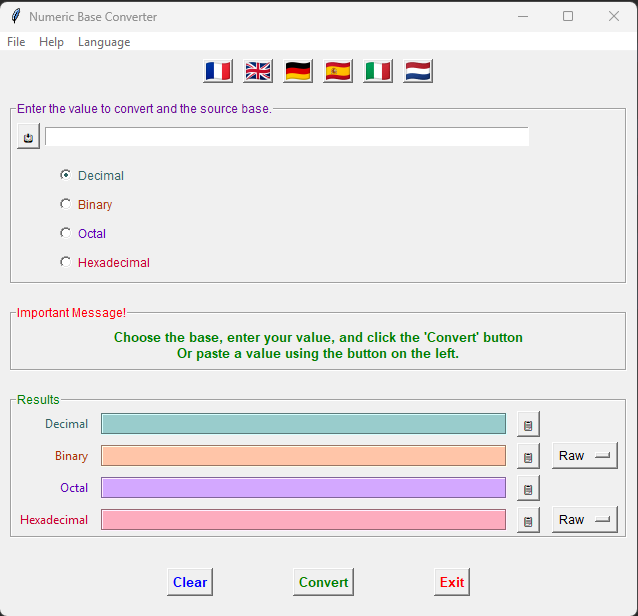 Numeric Base Converter
File Help Language
Enter the value to convert and the source base.
Decimal
Binary
Octal
Hexadecimal
Important Message!
Choose the base, enter your value, and click the 'Convert' button
Or paste a value using the button on the left.
Results
Decimal
Binary Raw
Octal
Hexadecimal Raw
Clear Convert Exit